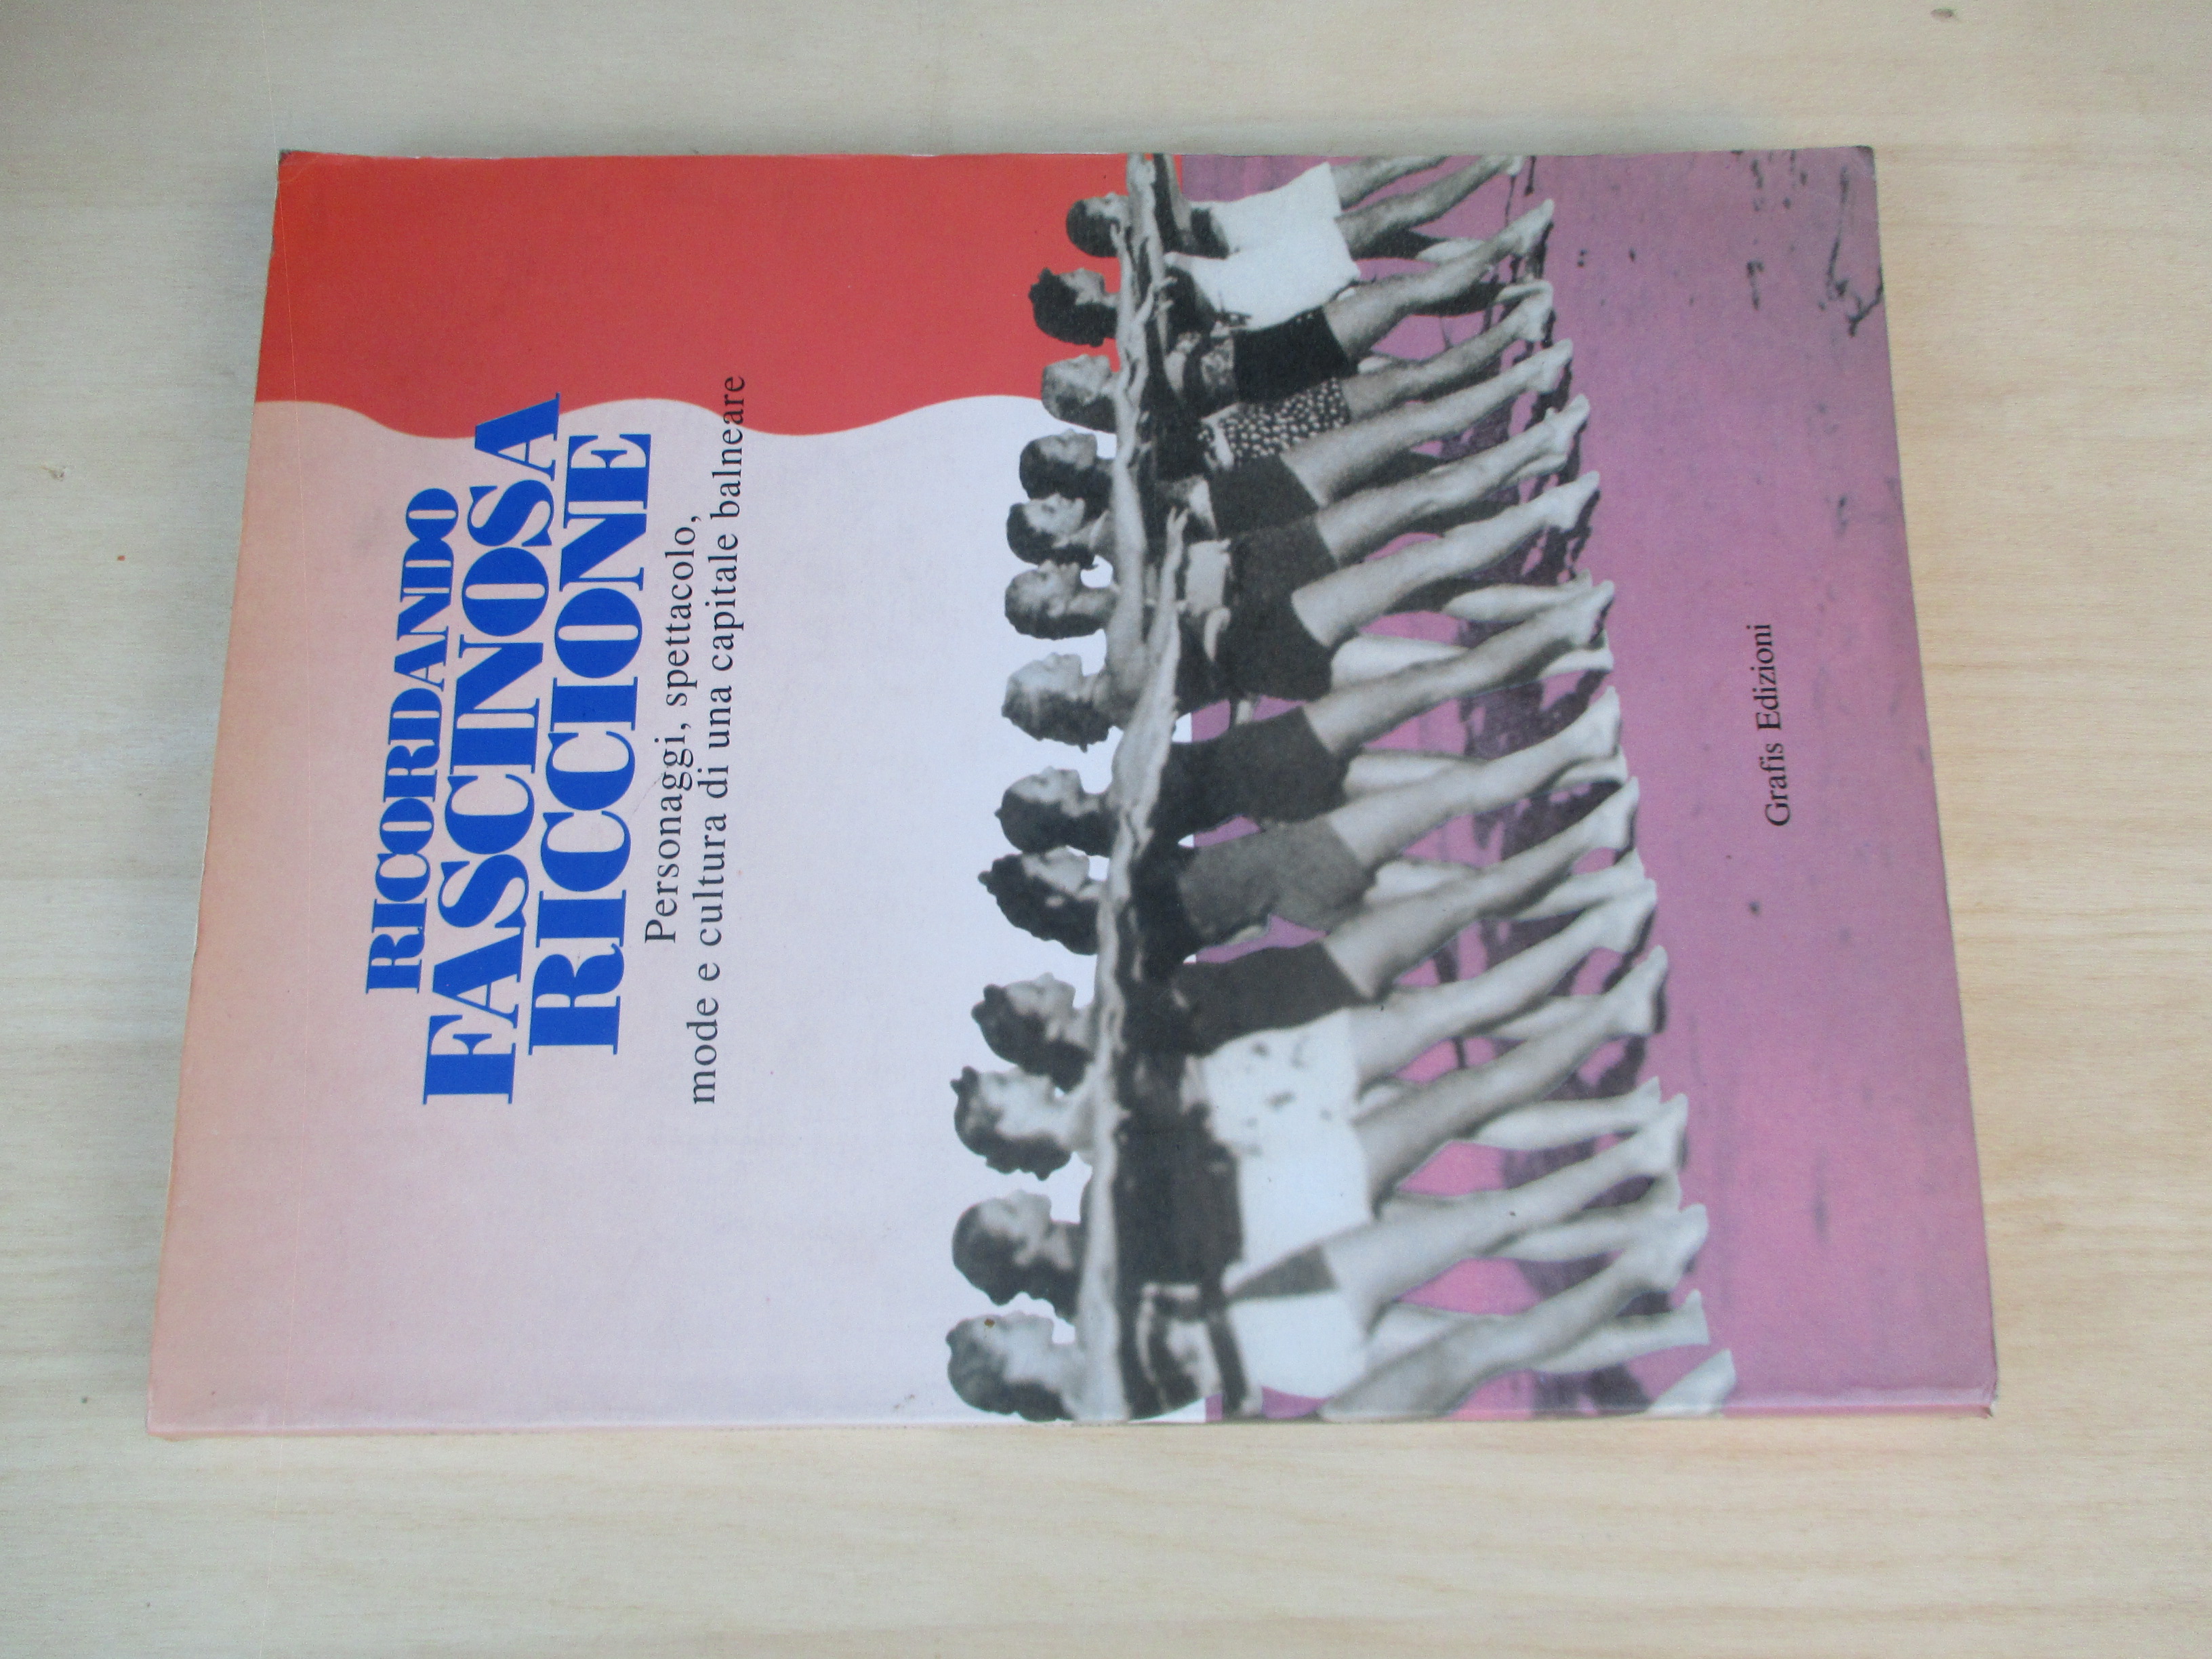 RICORDANDO
FASCINOSA
RICCIONE
Personaggi, spettacolo,
mode e cultura di una capitale balneare
Grafis Edizioni